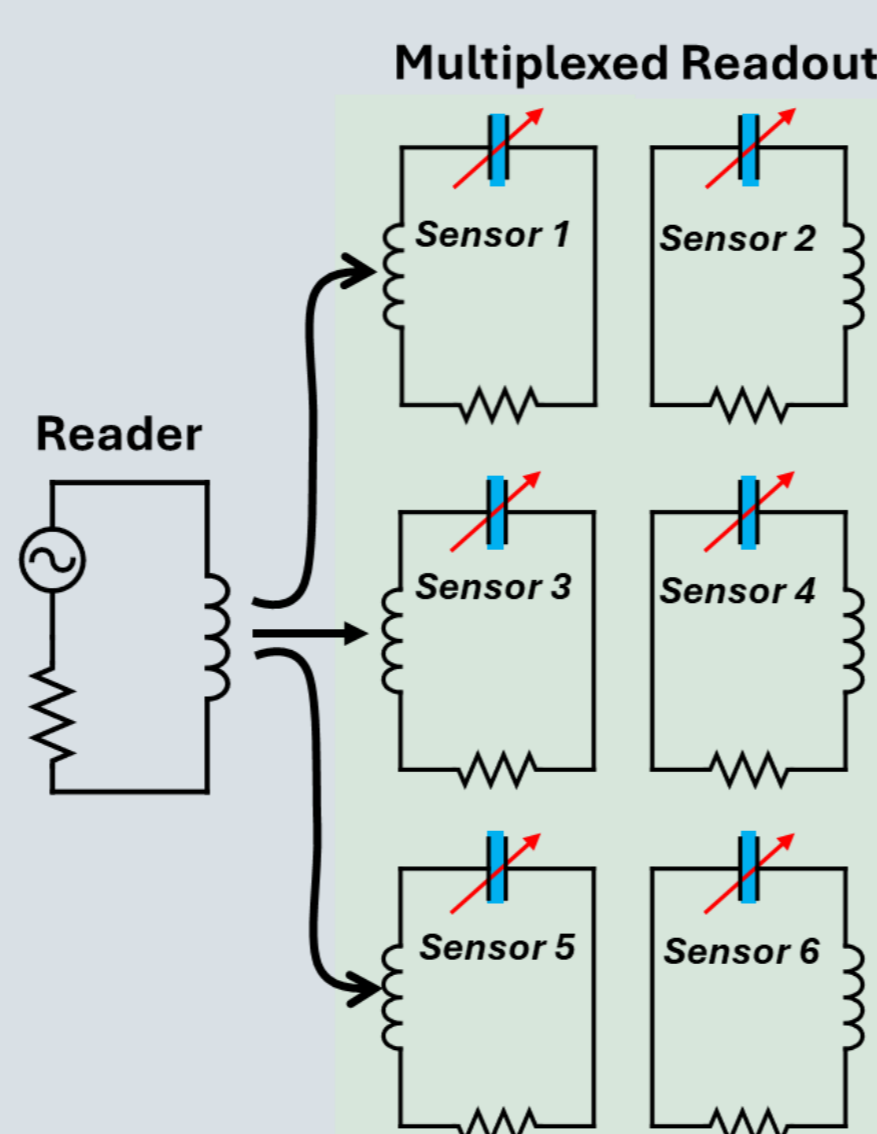 Multiplexed Readout
Sensor 1
Sensor 2
Reader
Sensor 3
Sensor 4
Sensor 5
Sensor 6